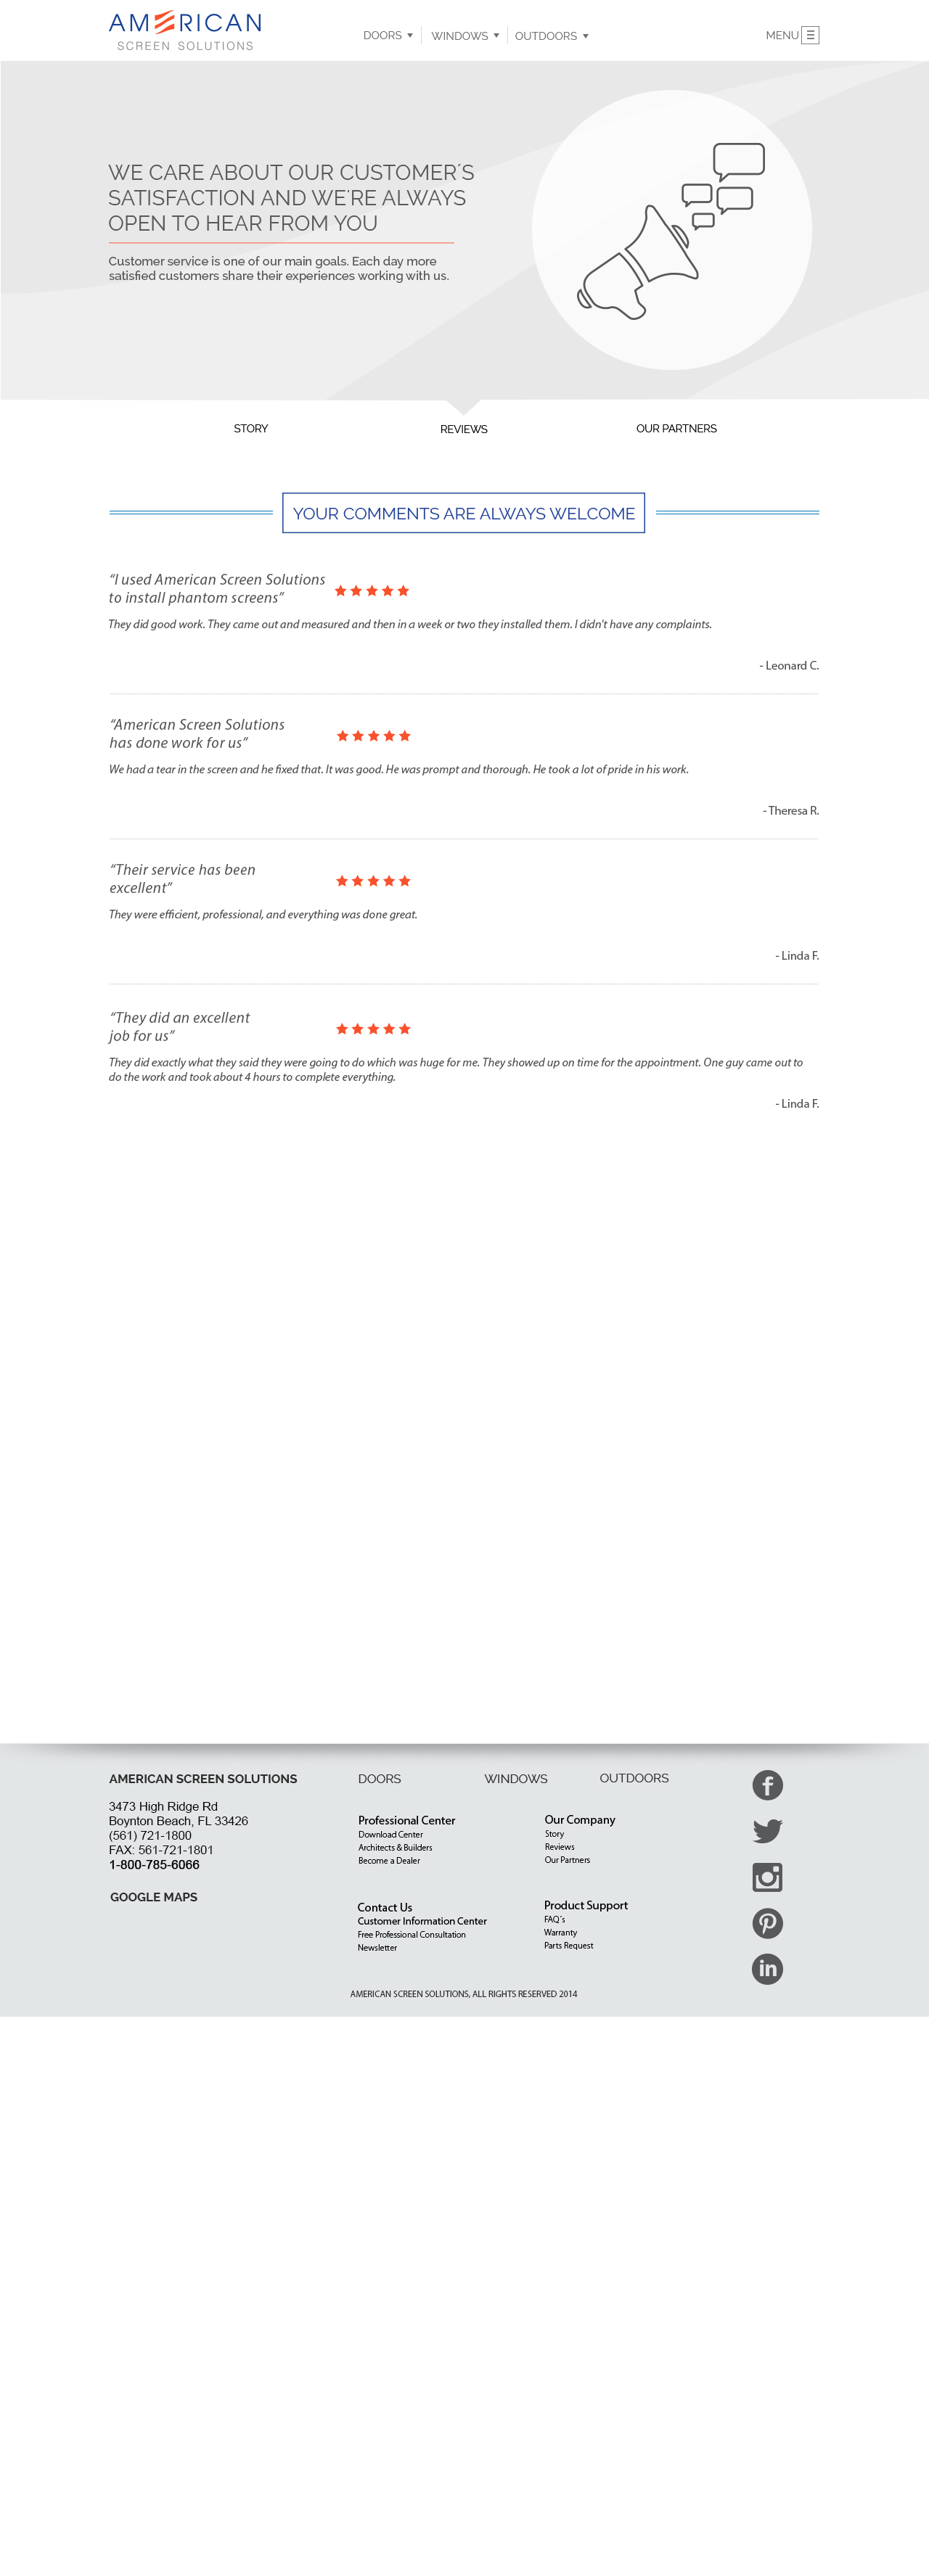 AMERICAN
SCREEN SOLUTIONS
DOORS ▼ WINDOWS ▼ OUTDOORS ▼ MENU
WE CARE ABOUT OUR CUSTOMER´S
SATISFACTION AND WE´RE ALWAYS
OPEN TO HEAR FROM YOU
Customer service is one of our main goals. Each day more
satisfied customers share their experiences working with us.
STORY REVIEWS OUR PARTNERS
YOUR COMMENTS ARE ALWAYS WELCOME
“I used American Screen Solutions
to install phantom screens”
They did good work. They came out and measured and then in a week or two they installed them. I didn't have any complaints.
- Leonard C.
“American Screen Solutions
has done work for us”
We had a tear in the screen and he fixed that. It was good. He was prompt and thorough. He took a lot of pride in his work.
- Theresa R.
“Their service has been
excellent”
They were efficient, professional, and everything was done great.
- Linda F.
“They did an excellent
job for us”
They did exactly what they said they were going to do which was huge for me. They showed up on time for the appointment. One guy came out to
do the work and took about 4 hours to complete everything.
- Linda F.
AMERICAN SCREEN SOLUTIONS
3473 High Ridge Rd
Boynton Beach, FL 33426
(561) 721-1800
FAX: 561-721-1801
1-800-785-6066
GOOGLE MAPS
DOORS WINDOWS OUTDOORS
Professional Center
Download Center
Architects & Builders
Become a Dealer
Our Company
Story
Reviews
Our Partners
Contact Us
Customer Information Center
Free Professional Consultation
Newsletter
Product Support
FAQ´s
Warranty
Parts Request
AMERICAN SCREEN SOLUTIONS, ALL RIGHTS RESERVED 2014